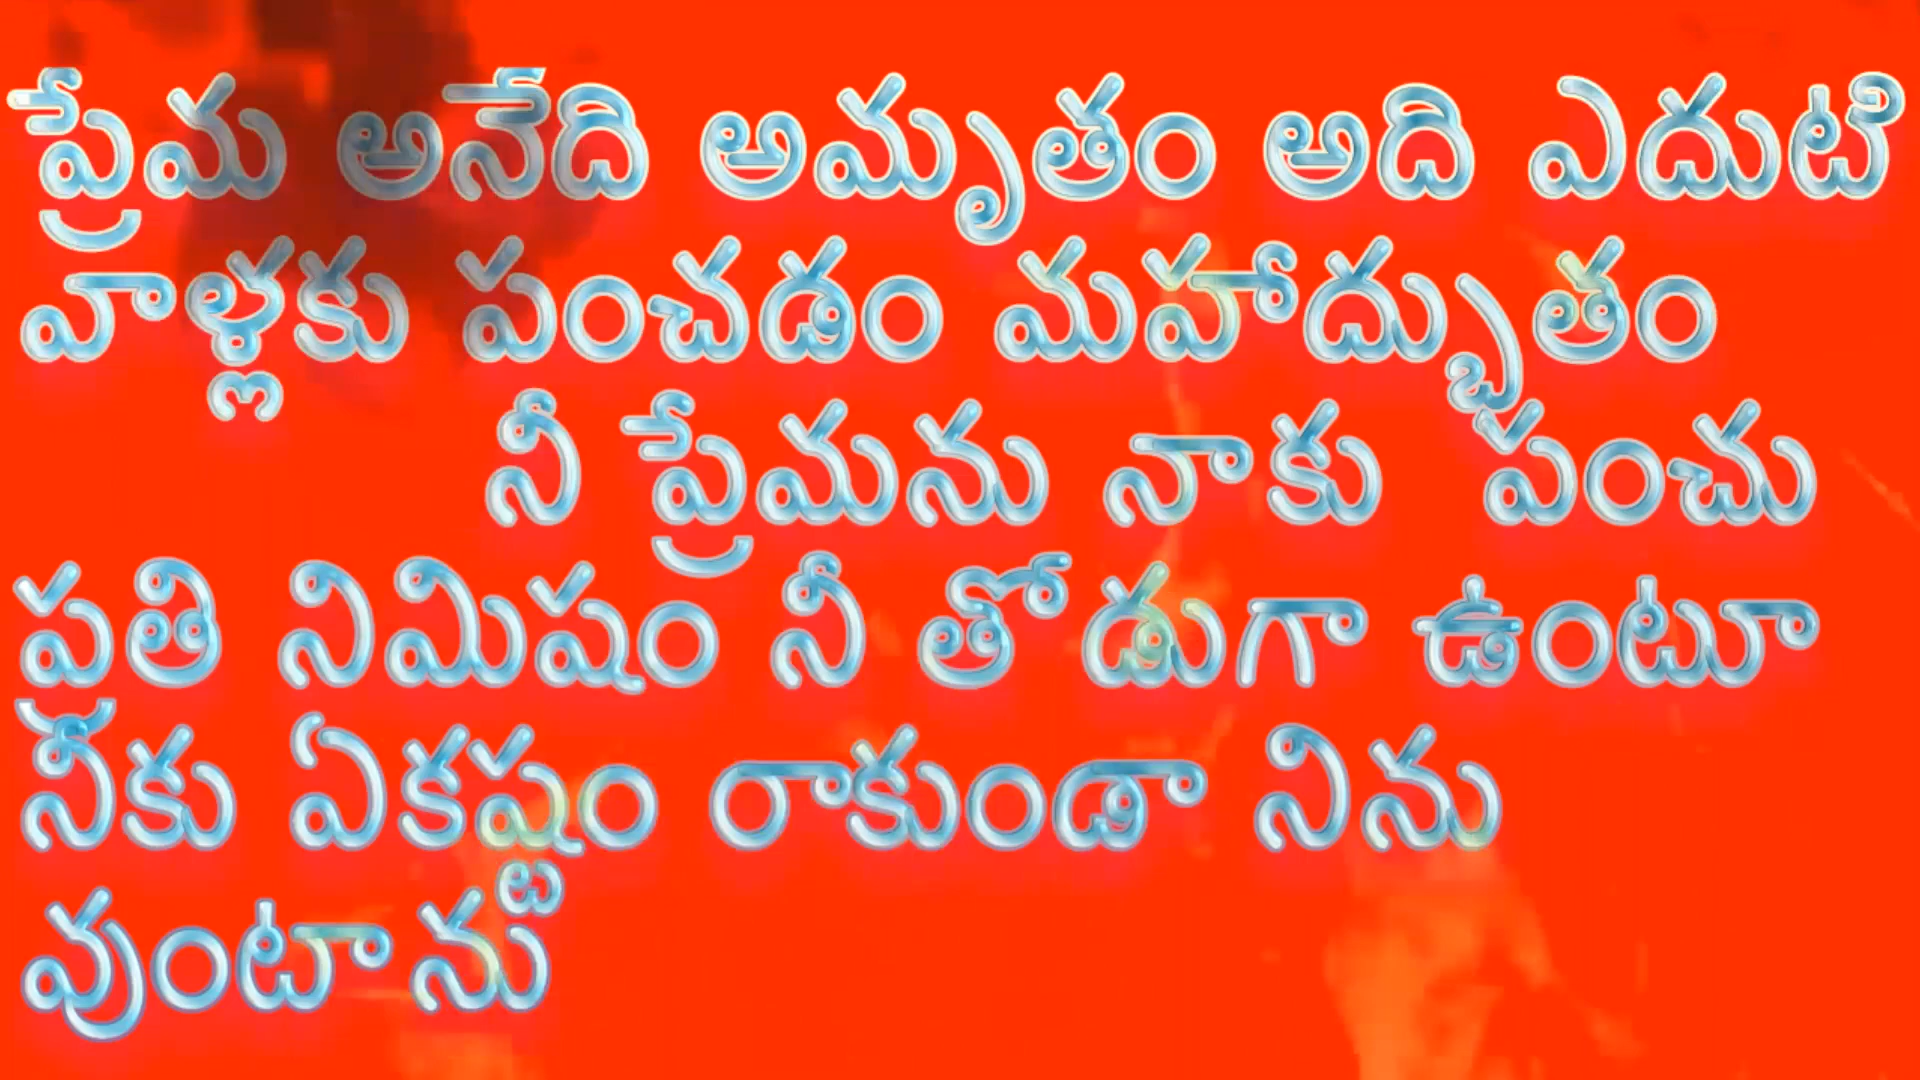 ప్రేమ అనేది అమృతం అది ఎదుటి
వాళ్లకు పంచడం మహాద్భుతం
నీ ప్రేమను నాకు పంచు
ప్రతి నిమిషం నీ తోడుగా ఉంటూ
నీకు ఏకష్టం రాకుండా నిను
వుంటాను